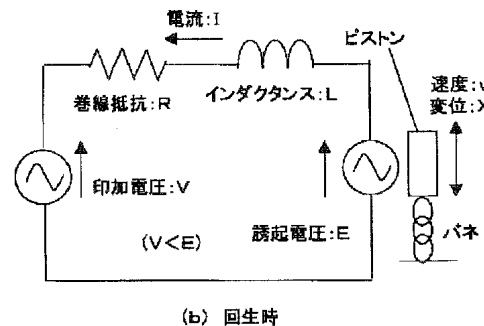 電流:I
ピストン
巻線抵抗:R
インダクタンス:L
速度:v
変位:X
印加電圧:V
誘起電圧:E
バネ
(V<E)
(b) 回生時